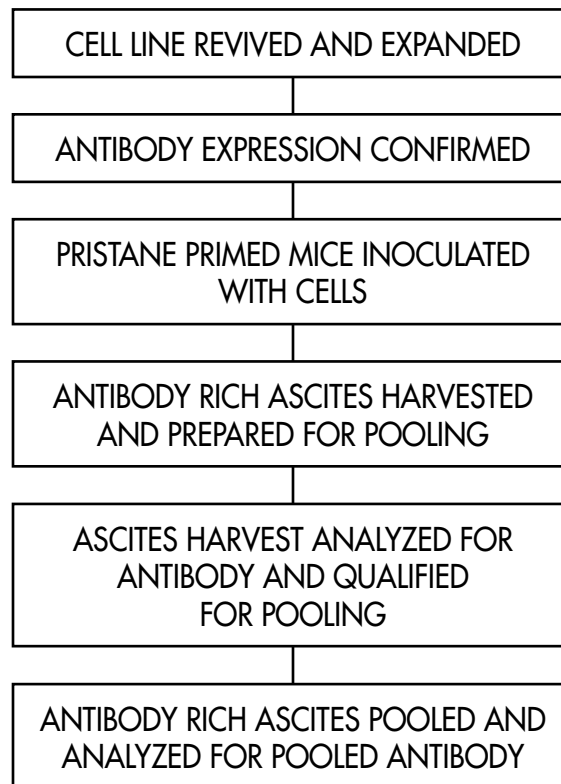 CELL LINE REVIVED AND EXPANDED
ANTIBODY EXPRESSION CONFIRMED
PRISTANE PRIMED MICE INOCULATED
WITH CELLS
ANTIBODY RICH ASCITES HARVESTED
AND PREPARED FOR POOLING
ASCITES HARVEST ANALYZED FOR
ANTIBODY AND QUALIFIED
FOR POOLING
ANTIBODY RICH ASCITES POOLED AND
ANALYZED FOR POOLED ANTIBODY